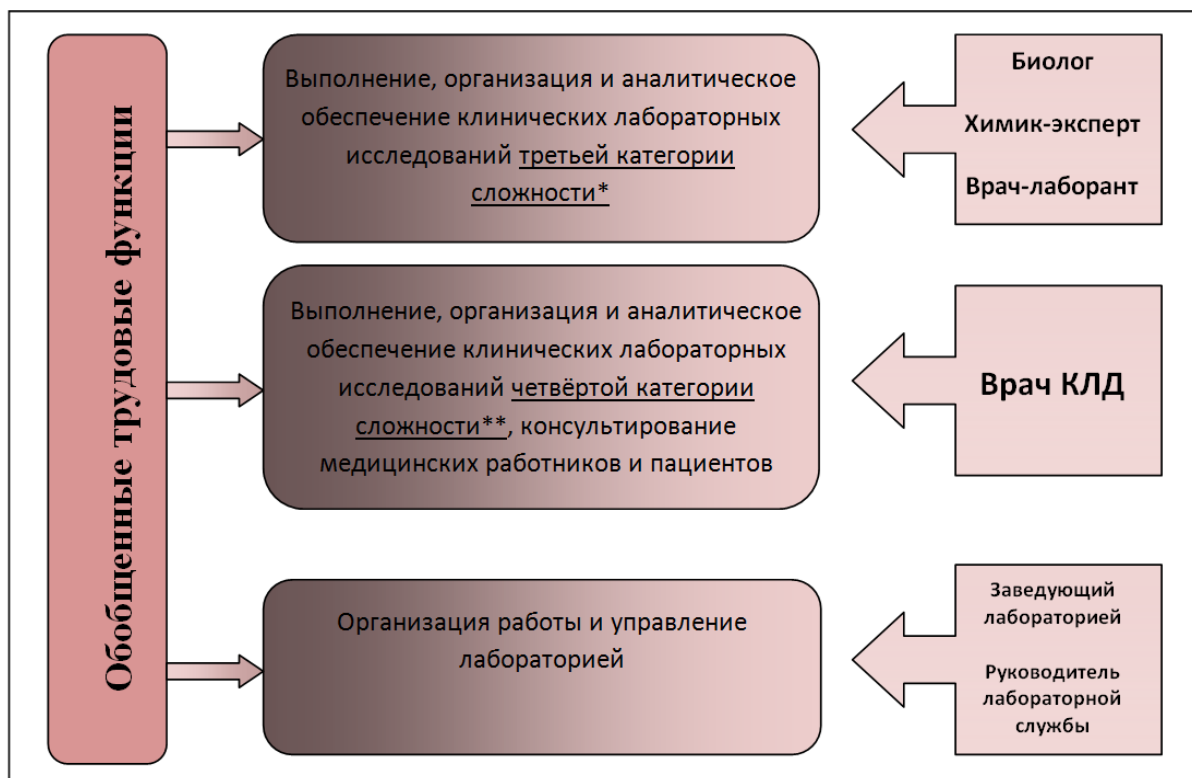 Обобщенные трудовые функции
Выполнение, организация и аналитическое
обеспечение клинических лабораторных
исследований третьей категории
сложности*
Биолог
Химик-эксперт
Врач-лаборант
Выполнение, организация и аналитическое
обеспечение клинических лабораторных
исследований четвёртой категории
сложности**, консультирование
медицинских работников и пациентов
Врач КЛД
Организация работы и управление
лабораторией
Заведующий
лабораторией
Руководитель
лабораторной
службы